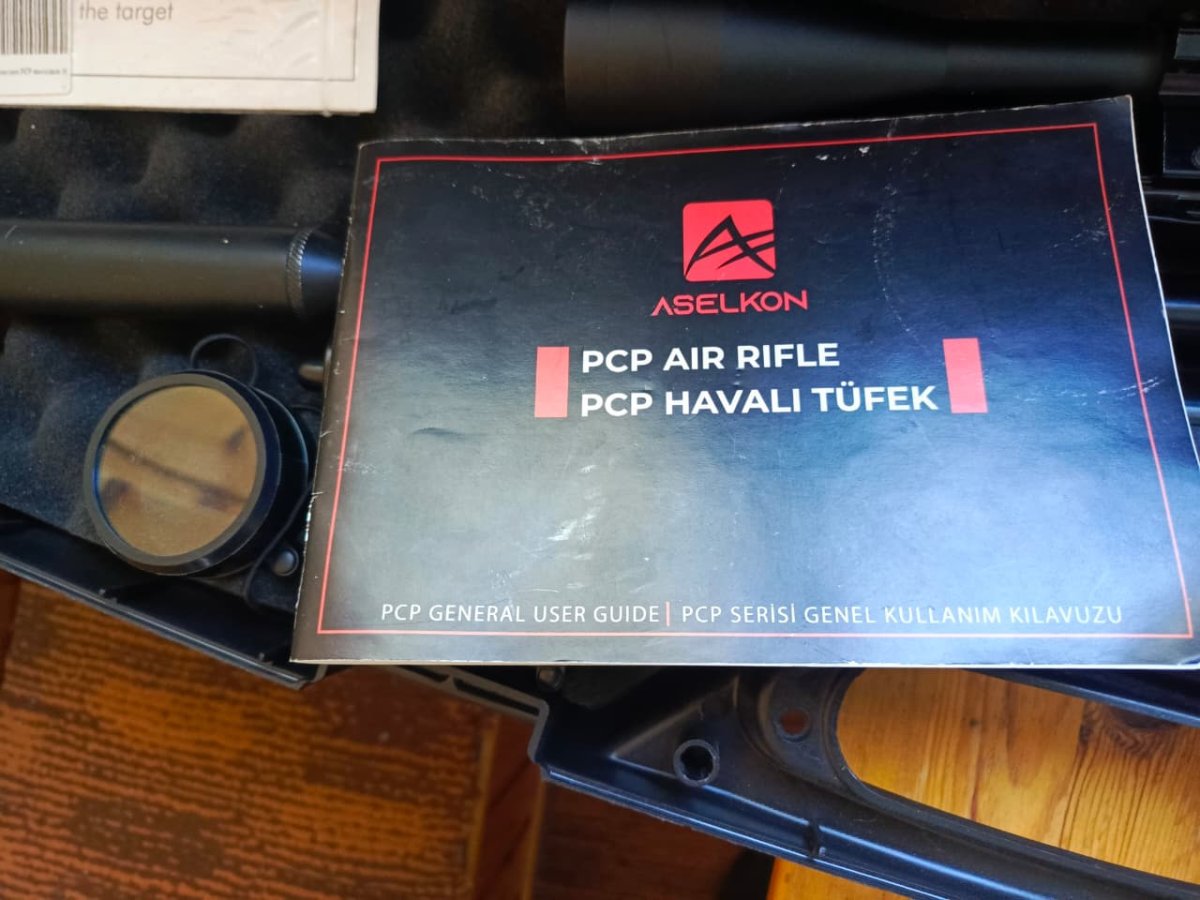 the target
ASELKON
PCP AIR RIFLE
PCP HAVALI TÜFEK
PCP GENERAL USER GUIDE | PCP SERİSİ GENEL KULLANIM KILAVUZU